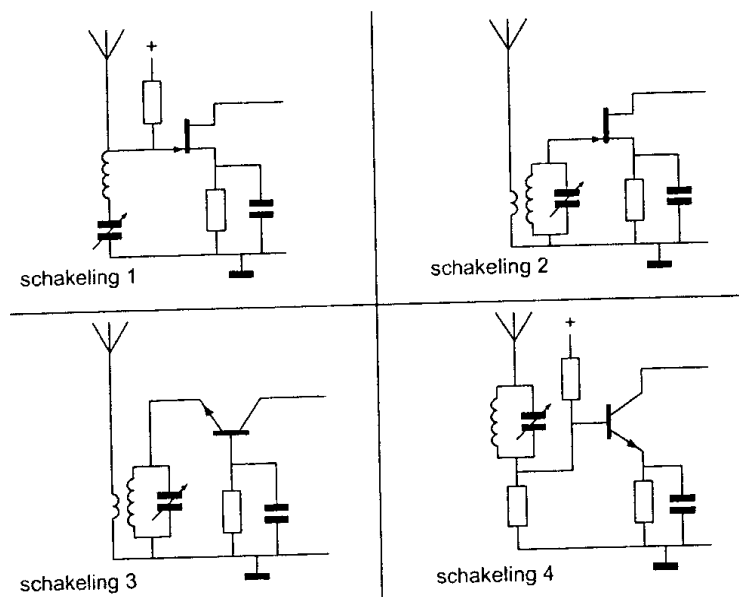 +
schakeling 1
schakeling 2
+
schakeling 3
schakeling 4